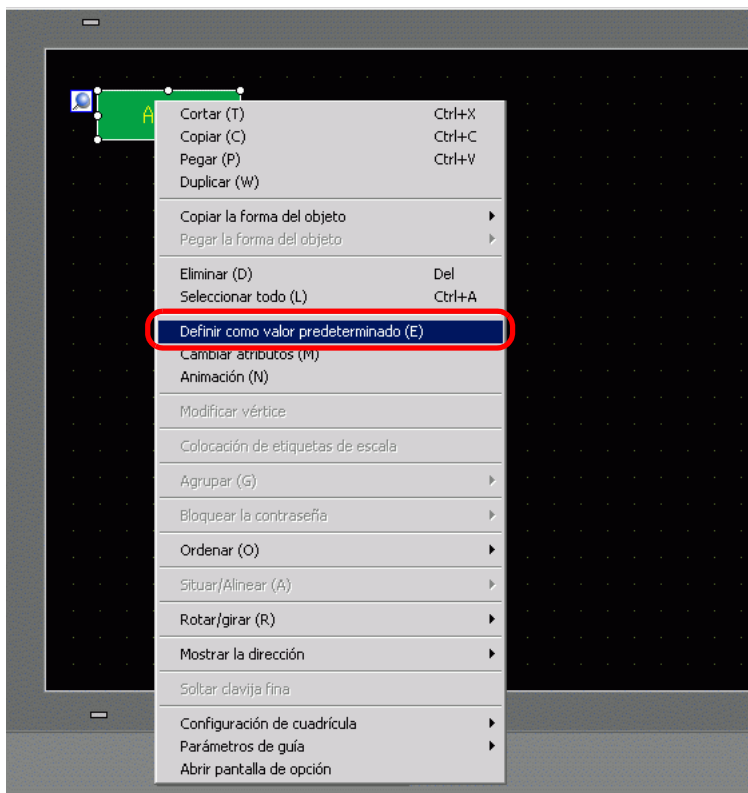 A
Cortar (T) Ctrl+X
Copiar (C) Ctrl+C
Pegar (P) Ctrl+V
Duplicar (W)
Copiar la forma del objeto
Pegar la forma del objeto
Eliminar (D) Del
Seleccionar todo (L) Ctrl+A
Definir como valor predeterminado (E)
Cambiar atributos (M)
Animación (N)
Modificar vértice
Colocación de etiquetas de escala
Agrupar (G)
Bloquear la contraseña
Ordenar (O)
Situar/Alinear (A)
Rotar/girar (R)
Mostrar la dirección
Soltar clavija fina
Configuración de cuadrícula
Parámetros de guía
Abrir pantalla de opción